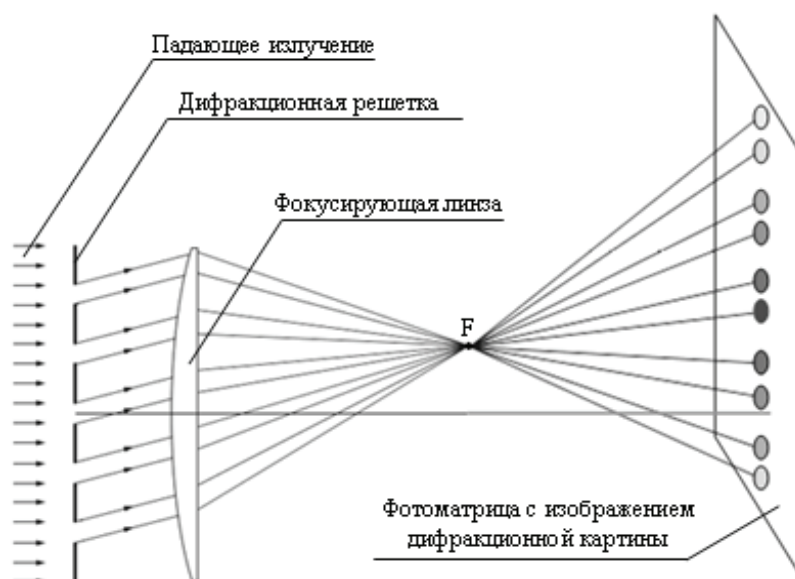 Падающее излучение
Дифракционная решетка
Фокусирующая линза
F
Фотоматрица с изображением
дифракционной картины